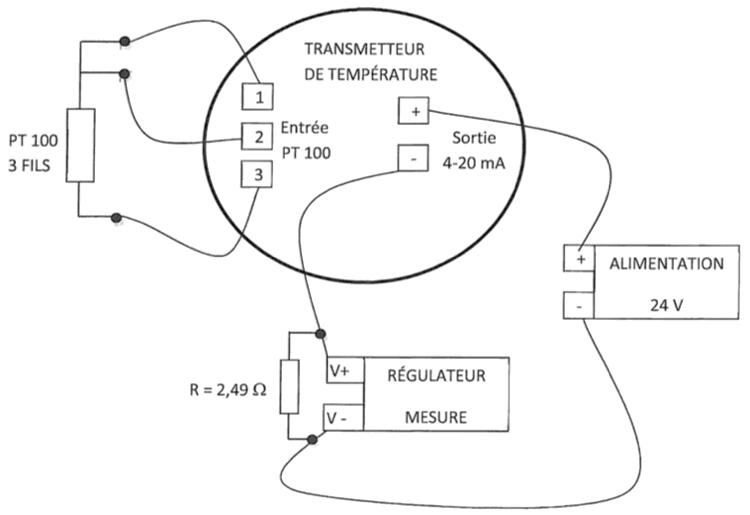 TRANSMETTEUR
DE TEMPÉRATURE
1
+
2
Entrée
PT 100
Sortie
4-20 mA
-
3
PT 100
3 FILS
+
-
ALIMENTATION
24 V
R = 2,49 Ω
V+
V -
RÉGULATEUR
MESURE